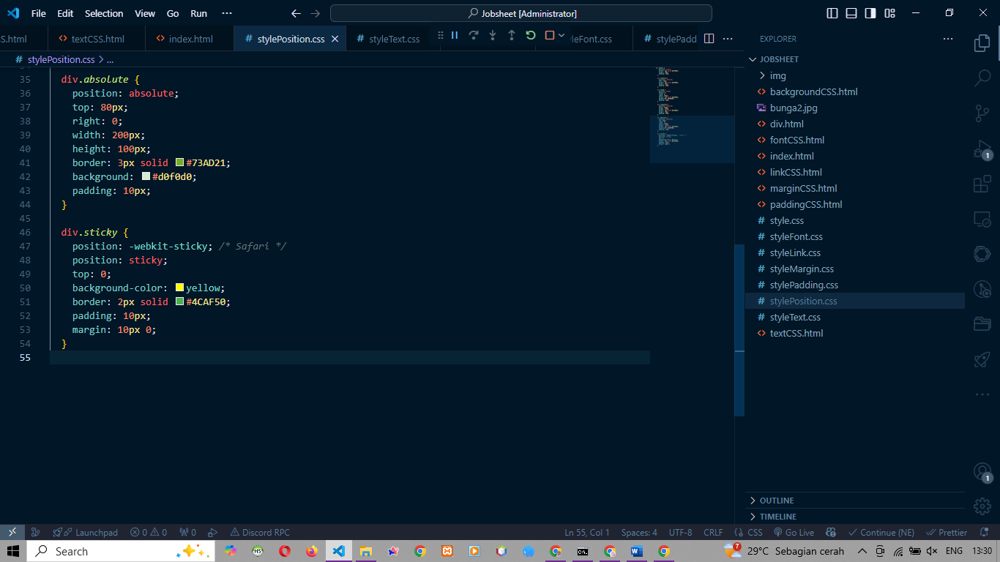 File Edit Selection View Go Run ···
Jobsheet [Administrator]
S.html
textCSS.html
index.html
stylePosition.css
styleText.css
leFont.css
stylePadd
stylePosition.css > ...
35 div.absolute {
36 position: absolute;
37 top: 80px;
38 right: 0;
39 width: 200px;
40 height: 100px;
41 border: 3px solid #73AD21;
42 background: #d0f0d0;
43 padding: 10px;
44 }
45
46 div.sticky {
47 position: -webkit-sticky; /* Safari */
48 position: sticky;
49 top: 0;
50 background-color: yellow;
51 border: 2px solid #4CAF50;
52 padding: 10px;
53 margin: 10px 0;
54 }
55
EXPLORER
JOBSHEET
img
backgroundCSS.html
bunga2.jpg
div.html
fontCSS.html
index.html
linkCSS.html
marginCSS.html
paddingCSS.html
style.css
styleFont.css
styleLink.css
styleMargin.css
stylePadding.css
stylePosition.css
styleText.css
textCSS.html
OUTLINE
TIMELINE
1
1
Launchpad 0 0 0 Discord RPC
Ln 55, Col 1 Spaces: 4 UTF-8 CRLF { } CSS Go Live Continue (NE) Prettier
Search
7 29°C Sebagian cerah ENG 13:30